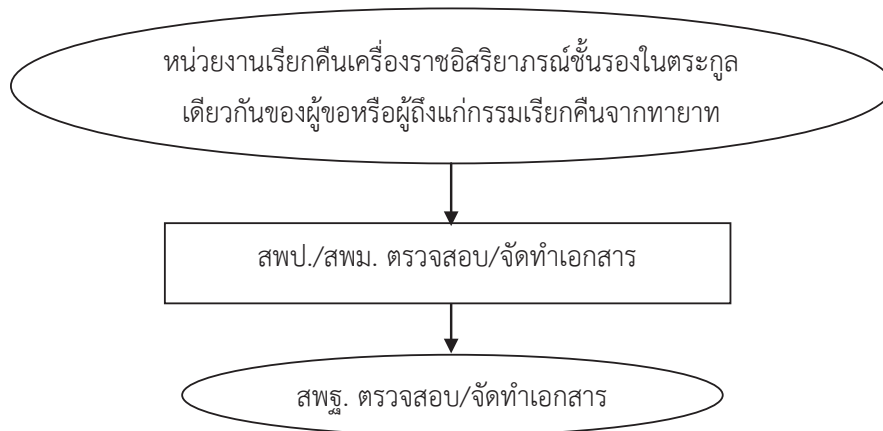 หน่วยงานเรียกคืนเครื่องราชอิสริยาภรณ์ชั้นรองในตระกูล
เดียวกันของผู้ขอหรือผู้ถึงแก่กรรมเรียกคืนจากทายาท
สพป./สพม. ตรวจสอบ/จัดทำเอกสาร
สพฐ. ตรวจสอบ/จัดทำเอกสาร